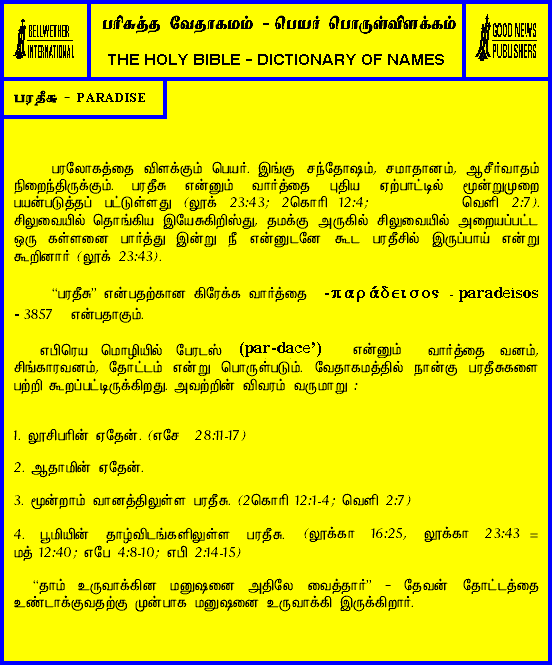 BELLWETHER
INTERNATIONAL
பரிசுத்த வேதாகமம் - பெயர் பொருள்விளக்கம்
THE HOLY BIBLE - DICTIONARY OF NAMES
GOOD NEWS
PUBLISHERS
பரதீசு - PARADISE
பரலோகத்தை விளக்கும் பெயர். இங்கு சந்தோஷம், சமாதானம், ஆசீர்வாதம்
நிறைந்திருக்கும். பரதீசு என்னும் வார்த்தை புதிய ஏற்பாட்டில் மூன்றுமுறை
பயன்படுத்தப் பட்டுள்ளது (லூக் 23:43; 2கொரி 12:4; வெளி 2:7).
சிலுவையில் தொங்கிய இயேசுகிறிஸ்து, தமக்கு அருகில் சிலுவையில் அறையப்பட்ட
ஒரு கள்ளனை பார்த்து இன்று நீ என்னுடனே கூட பரதீசில் இருப்பாய் என்று
கூறினார் (லூக் 23:43).
“பரதீசு” என்பதற்கான கிரேக்க வார்த்தை -παράδεισος - paradeisos
- 3857 என்பதாகும்.
எபிரெய மொழியில் பேரடஸ் (par-dace’) என்னும் வார்த்தை வனம்,
சிங்காரவனம், தோட்டம் என்று பொருள்படும். வேதாகமத்தில் நான்கு பரதீசுகளை
பற்றி கூறப்பட்டிருக்கிறது. அவற்றின் விவரம் வருமாறு :
1. லூசிபரின் ஏதேன். (எசே 28:11-17)
2. ஆதாமின் ஏதேன்.
3. மூன்றாம் வானத்திலுள்ள பரதீசு. (2கொரி 12:1-4; வெளி 2:7)
4. பூமியின் தாழ்விடங்களிலுள்ள பரதீசு. (லூக்கா 16:25, லூக்கா 23:43 =
மத் 12:40; எபே 4:8-10; எபி 2:14-15)
“தாம் உருவாக்கின மனுஷனை அதிலே வைத்தார்” - தேவன் தோட்டத்தை
உண்டாக்குவதற்கு முன்பாக மனுஷனை உருவாக்கி இருக்கிறார்.